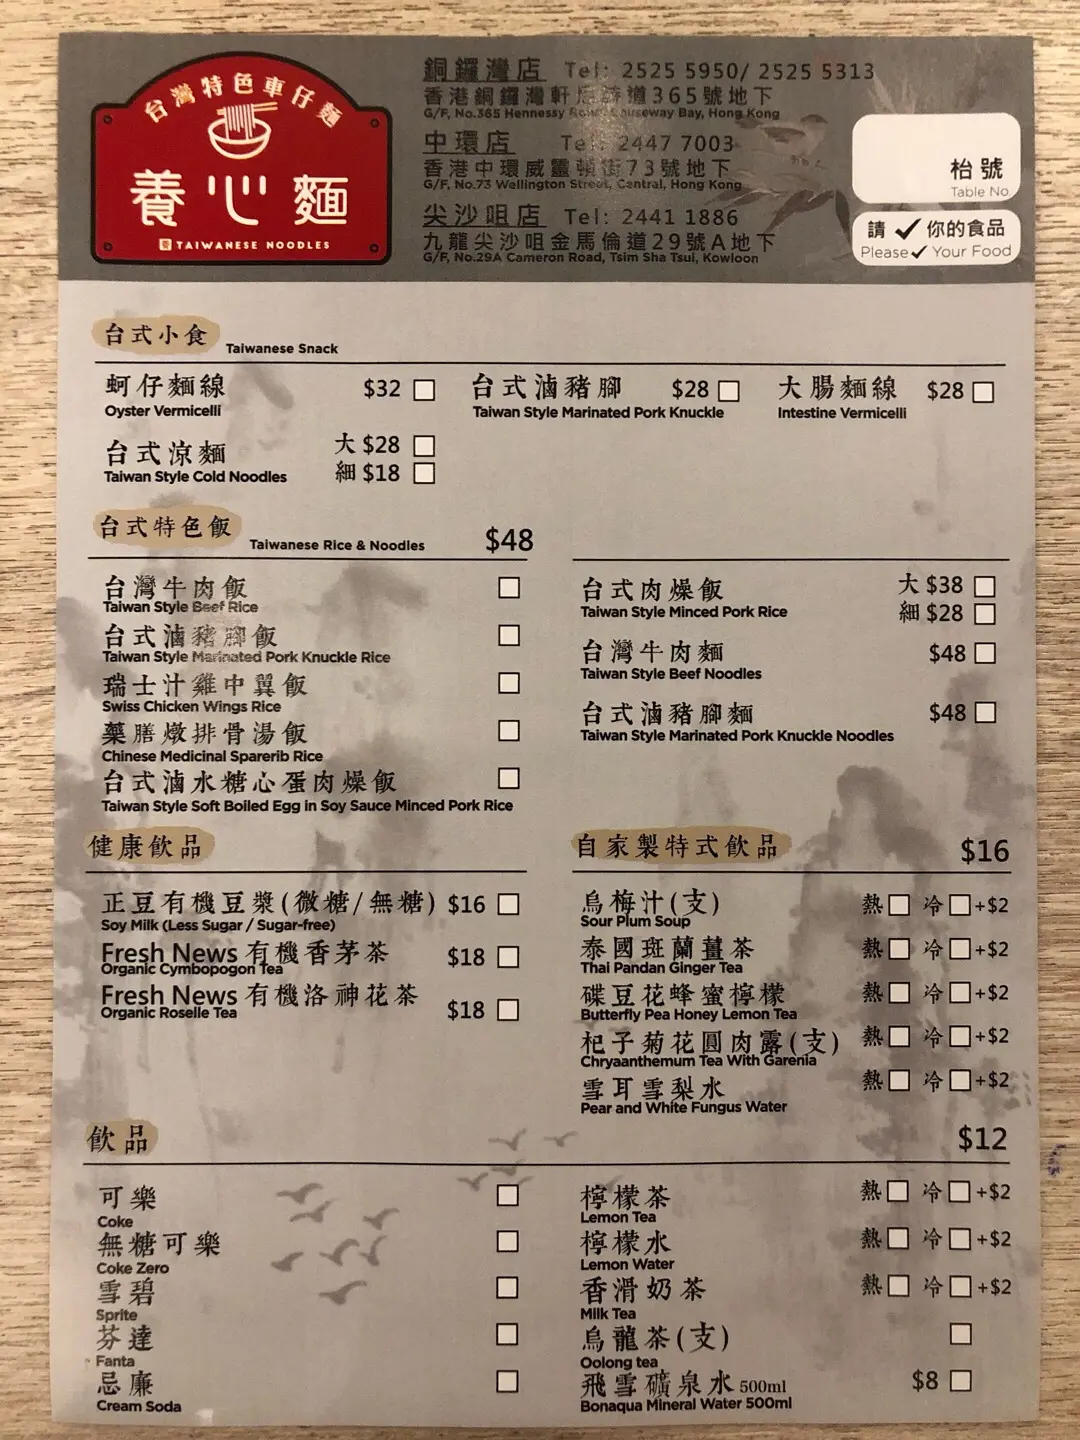 台灣特色車仔麵
養心麵
TAIWANESE NOODLES
銅鑼灣店 Tel: 2525 5950/ 2525 5313
香港銅鑼灣軒尼詩道365號地下
G/F, No.365 Hennessy Road, Causeway Bay, Hong Kong
中環店 Tel: 2447 7003
香港中環威靈頓街73號地下
G/F, No.73 Wellington Street, Central, Hong Kong
尖沙咀店 Tel: 2441 1886
九龍尖沙咀金馬倫道29號A地下
G/F, No.29A Cameron Road, Tsim Sha Tsui, Kowloon
枱號
Table No.
請✔你的食品
Please✔Your Food
台式小食 Taiwanese Snack
蚵仔麵線 $32
Oyster Vermicelli
台式滷豬腳 $28
Taiwan Style Marinated Pork Knuckle
大腸麵線 $28
Intestine Vermicelli
台式涼麵 大 $28
細 $18
Taiwan Style Cold Noodles
台式特色飯 Taiwanese Rice & Noodles $48
台灣牛肉飯
Taiwan Style Beef Rice
台式滷豬腳飯
Taiwan Style Marinated Pork Knuckle Rice
瑞士汁雞中翼飯
Swiss Chicken Wings Rice
藥膳燉排骨湯飯
Chinese Medicinal Sparerib Rice
台式滷水糖心蛋肉燥飯
Taiwan Style Soft Boiled Egg in Soy Sauce Minced Pork Rice
台式肉燥飯 大 $38
細 $28
Taiwan Style Minced Pork Rice
台灣牛肉麵 $48
Taiwan Style Beef Noodles
台式滷豬腳麵 $48
Taiwan Style Marinated Pork Knuckle Noodles
健康飲品
正豆有機豆漿(微糖/無糖) $16
Soy Milk (Less Sugar / Sugar-free)
Fresh News 有機香茅茶 $18
Organic Cymbopogon Tea
Fresh News 有機洛神花茶 $18
Organic Roselle Tea
自家製特式飲品 $16
烏梅汁(支) 熱 冷 +$2
Sour Plum Soup
泰國斑蘭薑茶 熱 冷 +$2
Thai Pandan Ginger Tea
碟豆花蜂蜜檸檬 熱 冷 +$2
Butterfly Pea Honey Lemon Tea
杞子菊花圓肉露(支) 熱 冷 +$2
Chryaanthemum Tea With Garenia
雪耳雪梨水 熱 冷 +$2
Pear and White Fungus Water
飲品 $12
可樂
Coke
無糖可樂
Coke Zero
雪碧
Sprite
芬達
Fanta
忌廉
Cream Soda
檸檬茶 熱 冷 +$2
Lemon Tea
檸檬水 熱 冷 +$2
Lemon Water
香滑奶茶 熱 冷 +$2
Milk Tea
烏龍茶(支)
Oolong tea
飛雪礦泉水 500ml $8
Bonaqua Mineral Water 500ml